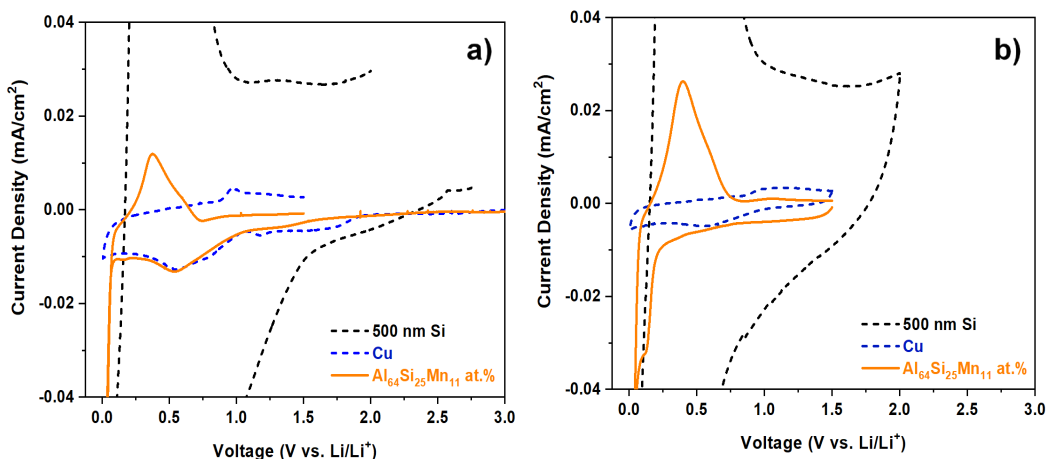 a)
Current Density (mA/cm²)
0.04
0.02
0.00
-0.02
-0.04
0.0 0.5 1.0 1.5 2.0 2.5 3.0
Voltage (V vs. Li/Li⁺)
500 nm Si
Cu
Al₆₄Si₂₅Mn₁₁ at.%
b)
Current Density (mA/cm²)
0.04
0.02
0.00
-0.02
-0.04
0.0 0.5 1.0 1.5 2.0 2.5 3.0
Voltage (V vs. Li/Li⁺)
500 nm Si
Cu
Al₆₄Si₂₅Mn₁₁ at.%